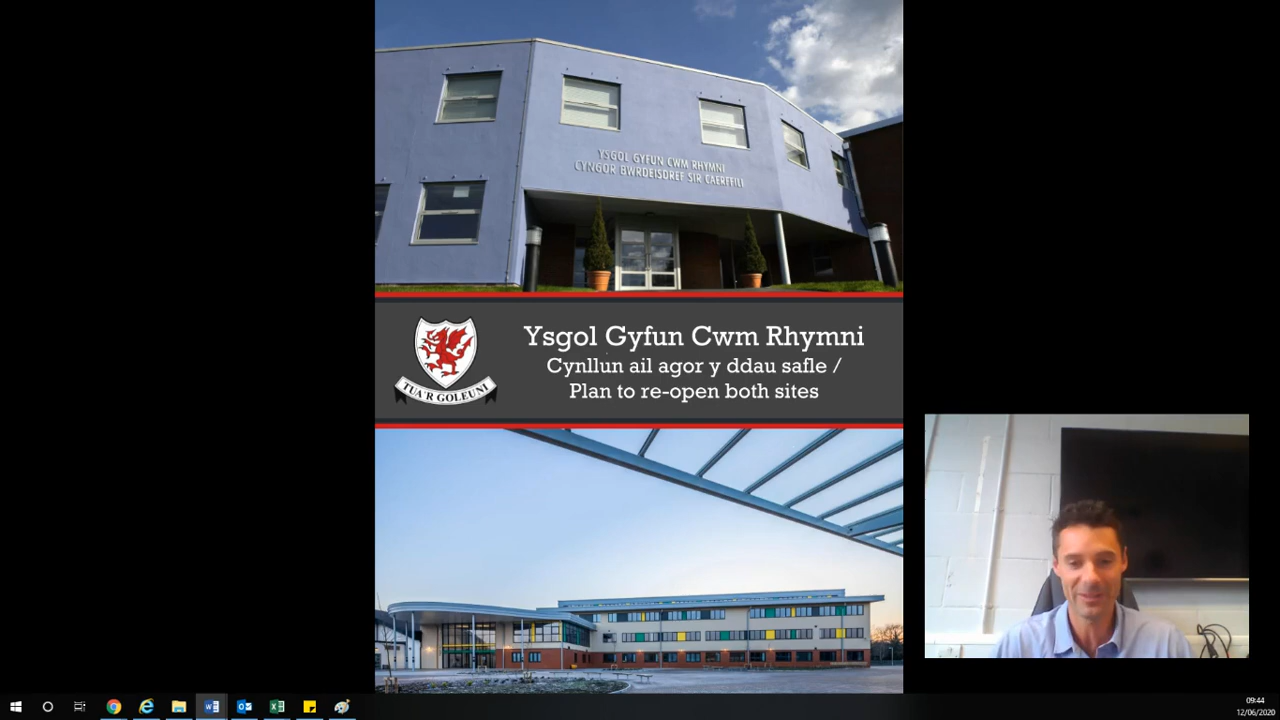 YSGOL GYFUN CWM RHYMNI
CYNGOR BWRDEISDREF SIR CAERFFILI
Ysgol Gyfun Cwm Rhymni
Cynllun ail agor y ddau safle /
Plan to re-open both sites
TUA'R GOLEUNI
09:44
12/06/2020